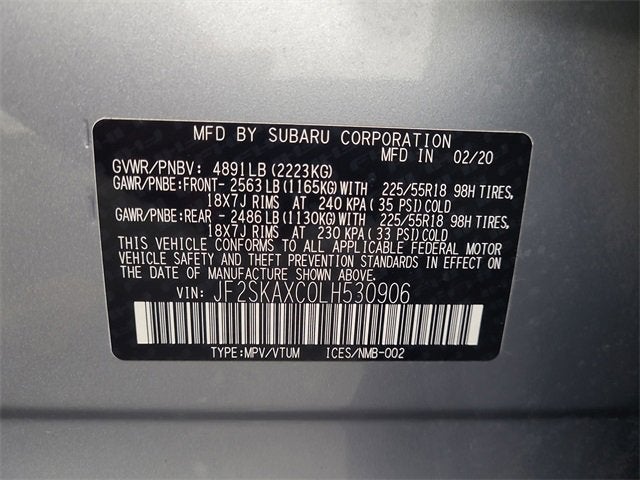 MFD BY SUBARU CORPORATION
MFD IN 02/20
GVWR/PNBV: 4891LB(2223KG)
GAWR/PNBE:FRONT- 2563LB(1165KG)WITH 225/55R18 98H TIRES,
18X7J RIMS AT 240 KPA( 35 PSI)COLD
GAWR/PNBE:REAR - 2486LB(1130KG)WITH 225/55R18 98H TIRES,
18X7J RIMS AT 230 KPA( 33 PSI)COLD
THIS VEHICLE CONFORMS TO ALL APPLICABLE FEDERAL MOTOR
VEHICLE SAFETY AND THEFT PREVENTION STANDARDS IN EFFECT ON
THE DATE OF MANUFACTURE SHOWN ABOVE.
VIN: JF2SKAXC0LH530906
TYPE:MPV/VTUM ICES/NMB-002